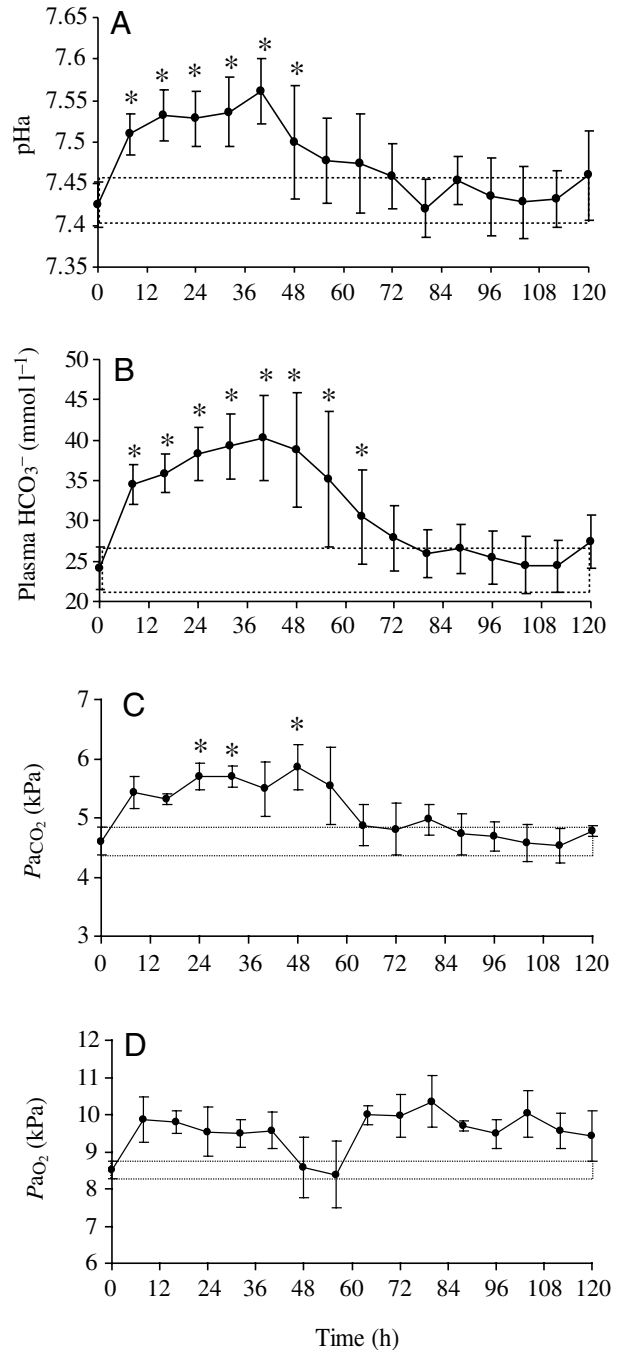 A
pHa
7.65
7.6
7.55
7.5
7.45
7.4
7.35
* * * * * *
0 12 24 36 48 60 72 84 96 108 120
B
Plasma HCO₃⁻ (mmol l⁻¹)
50
45
40
35
30
25
20
* * * * * * * *
0 12 24 36 48 60 72 84 96 108 120
C
PaCO₂ (kPa)
7
6
5
4
3
* * *
0 12 24 36 48 60 72 84 96 108 120
D
PaO₂ (kPa)
12
11
10
9
8
7
6
0 12 24 36 48 60 72 84 96 108 120
Time (h)